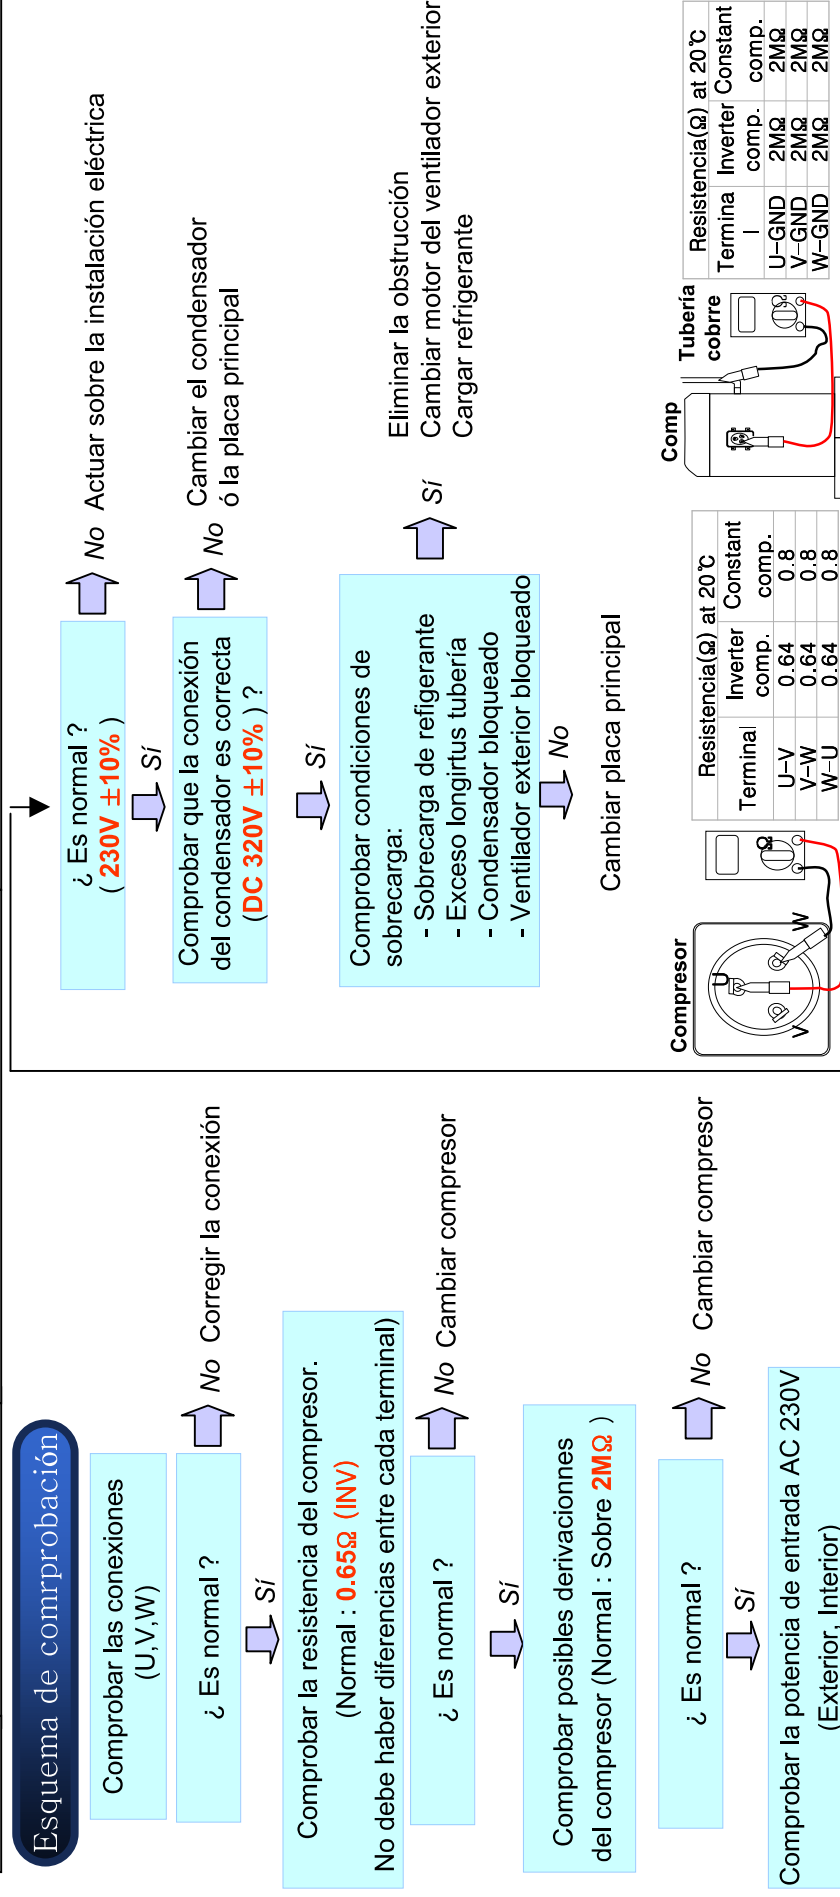 Esquema de comrprobación
Comprobar las conexiones
(U,V,W)
¿ Es normal ?
No Corregir la conexión
Sí
Comprobar la resistencia del compresor.
(Normal : 0.65Ω (INV)
No debe haber diferencias entre cada terminal)
¿ Es normal ?
No Cambiar compresor
Sí
Comprobar posibles derivacionnes
del compresor (Normal : Sobre 2MΩ )
¿ Es normal ?
No Cambiar compresor
Sí
Comprobar la potencia de entrada AC 230V
(Exterior, Interior)
¿ Es normal ?
( 230V ±10% )
No Actuar sobre la instalación eléctrica
Sí
Comprobar que la conexión
del condensador es correcta
(DC 320V ±10% ) ?
No Cambiar el condensador
ó la placa principal
Sí
Comprobar condiciones de
sobrecarga:
- Sobrecarga de refigerante
- Exceso longirtus tubería
- Condensador bloqueado
- Ventilador exterior bloqueado
Sí
Eliminar la obstrucción
Cambiar motor del ventilador exterior
Cargar refrigerante
No
Cambiar placa principal
Compresor
U
V
W
Ω
Resistencia(Ω) at 20℃
Terminal Inverter comp. Constant comp.
U-V 0.64 0.8
V-W 0.64 0.8
W-U 0.64 0.8
Comp
Tubería
cobrre
Ω
Resistencia(Ω) at 20℃
Termina Inverter Constant
l comp. comp.
U-GND 2MΩ 2MΩ
V-GND 2MΩ 2MΩ
W-GND 2MΩ 2MΩ